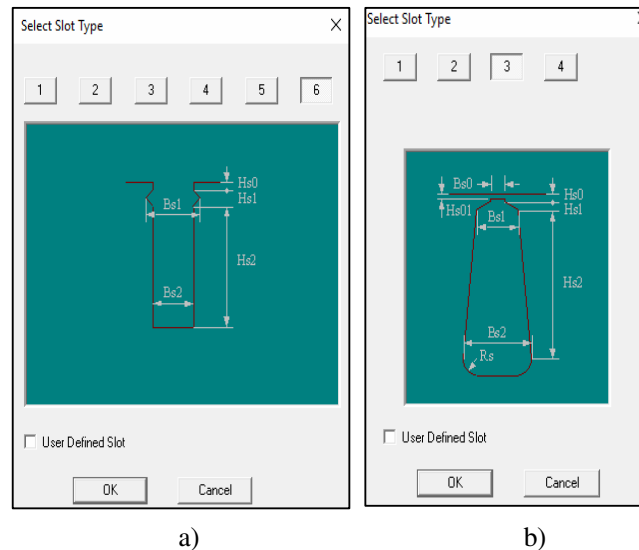 Select Slot Type X
1 2 3 4 5 6
Hs0
Bs1 Hs1
Hs2
Bs2
User Defined Slot
OK Cancel
a)
Select Slot Type
1 2 3 4
Bs0 Hs0
Hs01 Bs1 Hs1
Hs2
Bs2
Rs
User Defined Slot
OK Cancel
b)